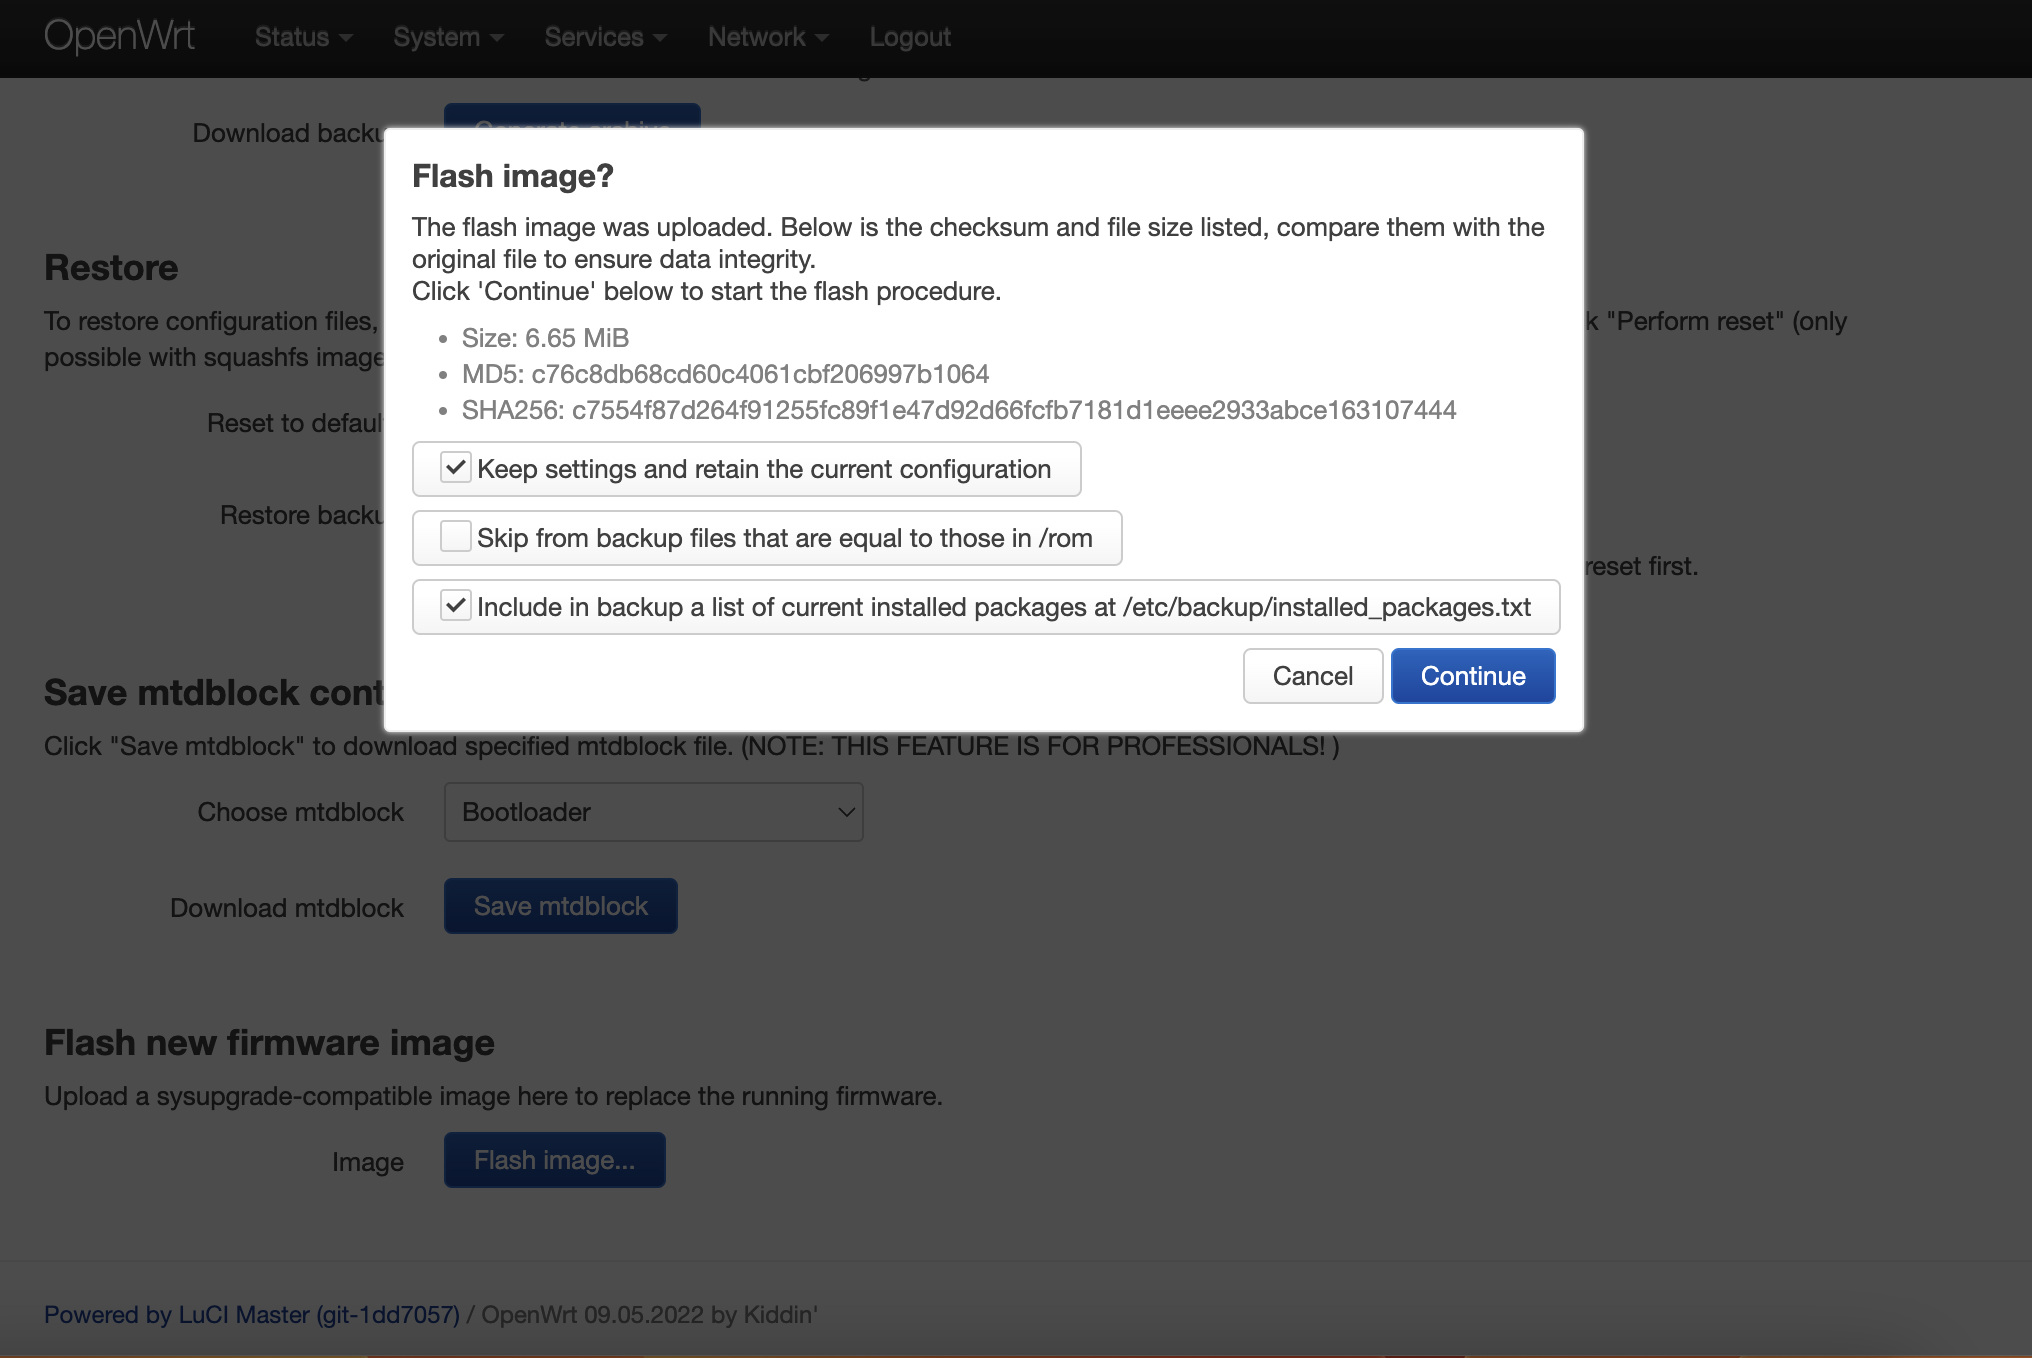 OpenWrt Status System Services Network Logout
Download backu
Flash image?
The flash image was uploaded. Below is the checksum and file size listed, compare them with the
original file to ensure data integrity.
Click 'Continue' below to start the flash procedure.
• Size: 6.65 MiB
• MD5: c76c8db68cd60c4061cbf206997b1064
• SHA256: c7554f87d264f91255fc89f1e47d92d66fcfb7181d1eeee2933abce163107444
Keep settings and retain the current configuration
Skip from backup files that are equal to those in /rom
Include in backup a list of current installed packages at /etc/backup/installed_packages.txt
Cancel Continue
Restore
To restore configuration files, k "Perform reset" (only
possible with squashfs image
Reset to defaul
Restore backu
reset first.
Save mtdblock cont
Click "Save mtdblock" to download specified mtdblock file. (NOTE: THIS FEATURE IS FOR PROFESSIONALS! )
Choose mtdblock Bootloader
Download mtdblock Save mtdblock
Flash new firmware image
Upload a sysupgrade-compatible image here to replace the running firmware.
Image Flash image...
Powered by LuCI Master (git-1dd7057) / OpenWrt 09.05.2022 by Kiddin'